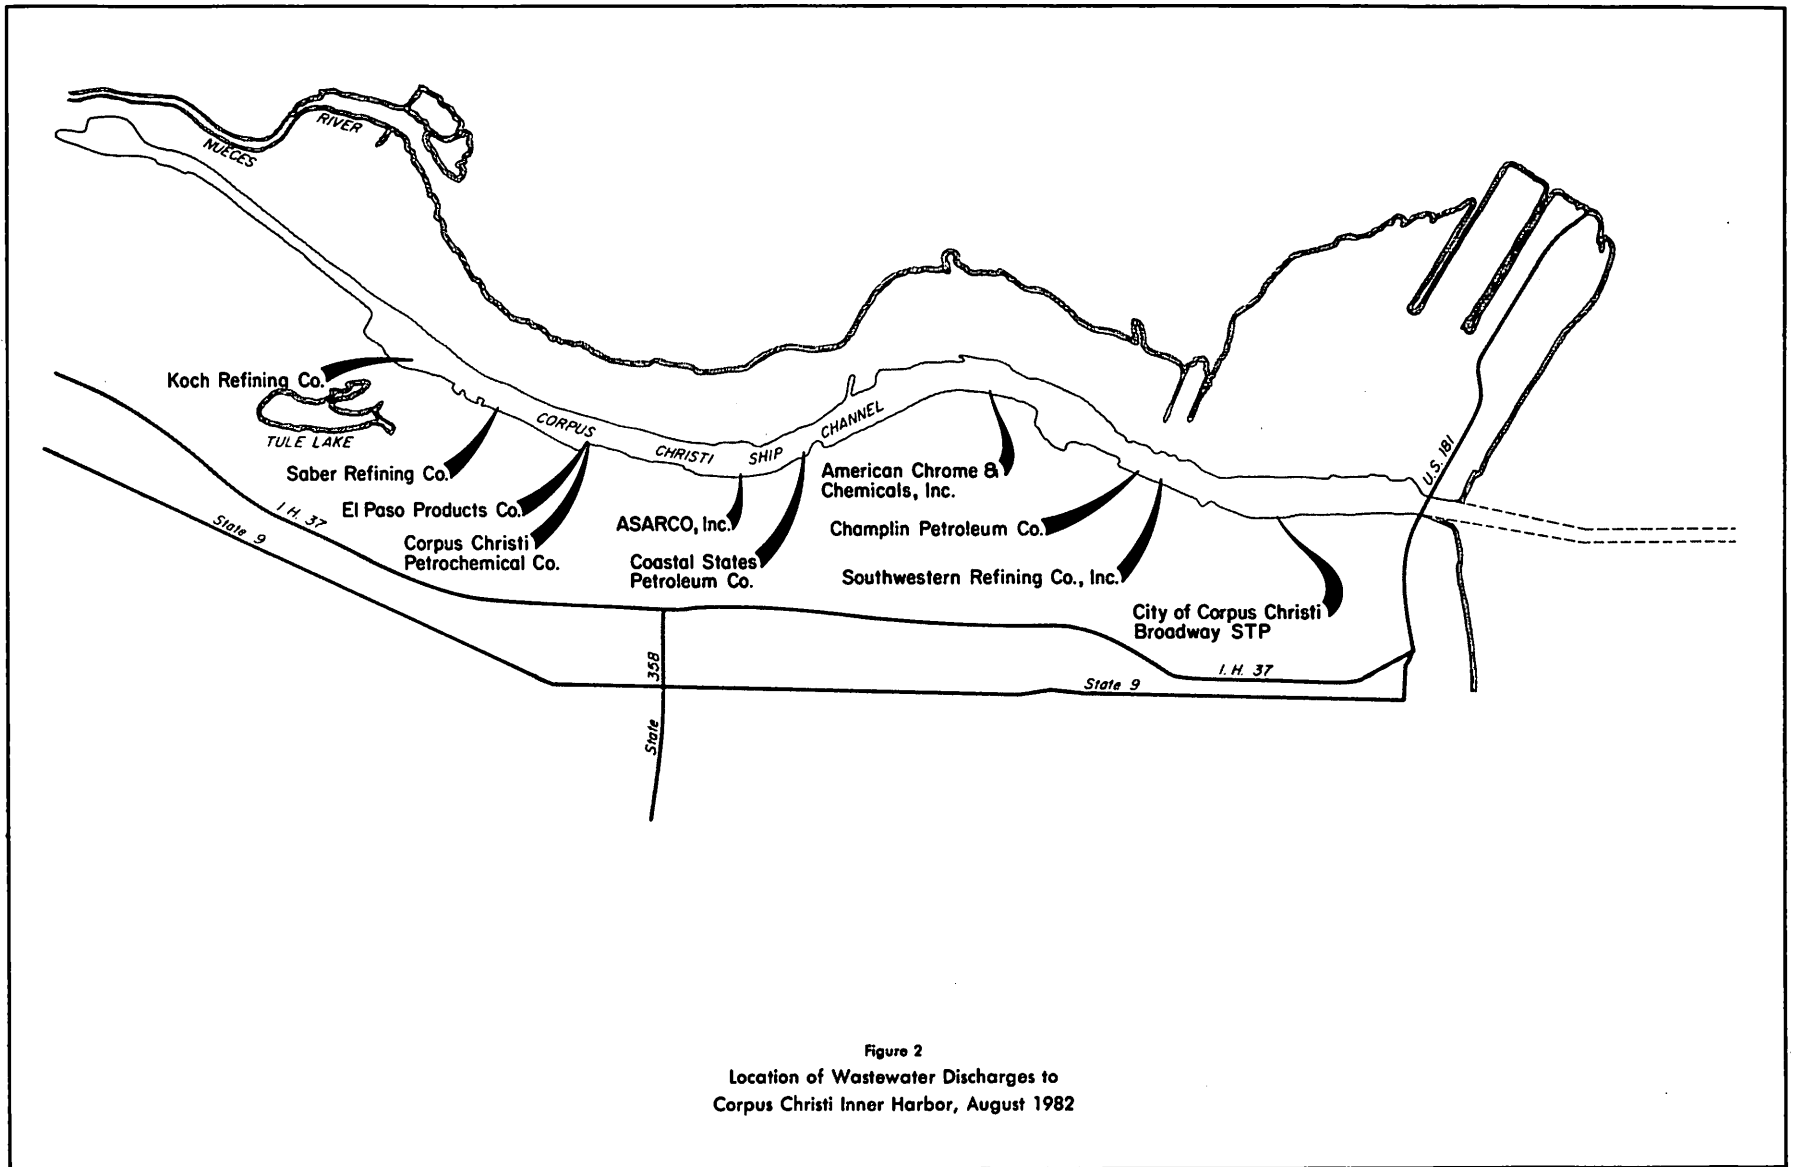 NUECES RIVER
Koch Refining Co.
TULE LAKE
Saber Refining Co.
El Paso Products Co.
Corpus Christi
Petrochemical Co.
I.H. 37
State 9
CORPUS CHRISTI SHIP CHANNEL
ASARCO, Inc.
Coastal States
Petroleum Co.
American Chrome &
Chemicals, Inc.
Champlin Petroleum Co.
Southwestern Refining Co., Inc.
City of Corpus Christi
Broadway STP
U.S. 181
I.H. 37
State 9
State 358
Figure 2
Location of Wastewater Discharges to
Corpus Christi Inner Harbor, August 1982